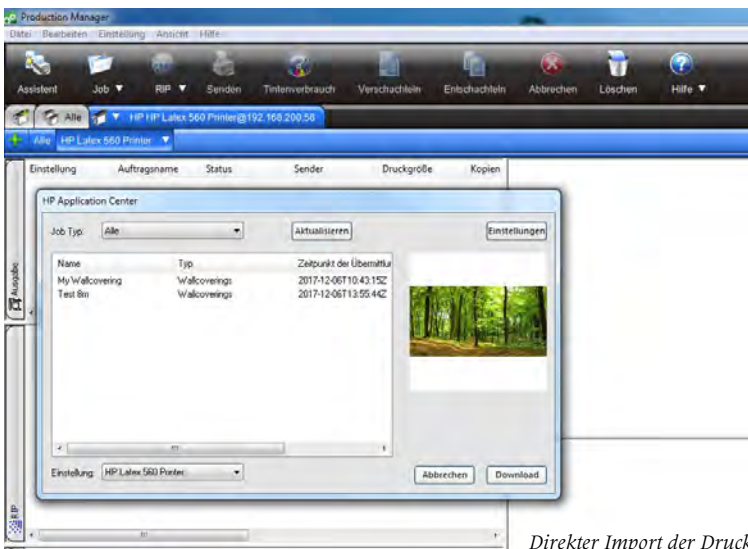 Production Manager
Datei Bearbeiten Einstellung Ansicht Hilfe
Assistent Job RIP Senden Tintenverbrauch Verschachteln Entschachteln Abbrechen Löschen Hilfe
Alle HP HP Latex 560 Printer@192.168.200.58
Alle HP Latex 560 Printer
Einstellung Auftragsname Status Sender Druckgröße Kopien
HP Application Center
Job Typ: Alle Aktualisieren Einstellungen
Name Typ Zeitpunkt der Übermittlur
My Wallcovering Wallcoverings 2017-12-06T10:43:15Z
Test 8m Wallcoverings 2017-12-06T13:55:44Z
Ausgabe
Einstellung: HP Latex 560 Printer Abbrechen Download
RIP
Direkter Import der Druck